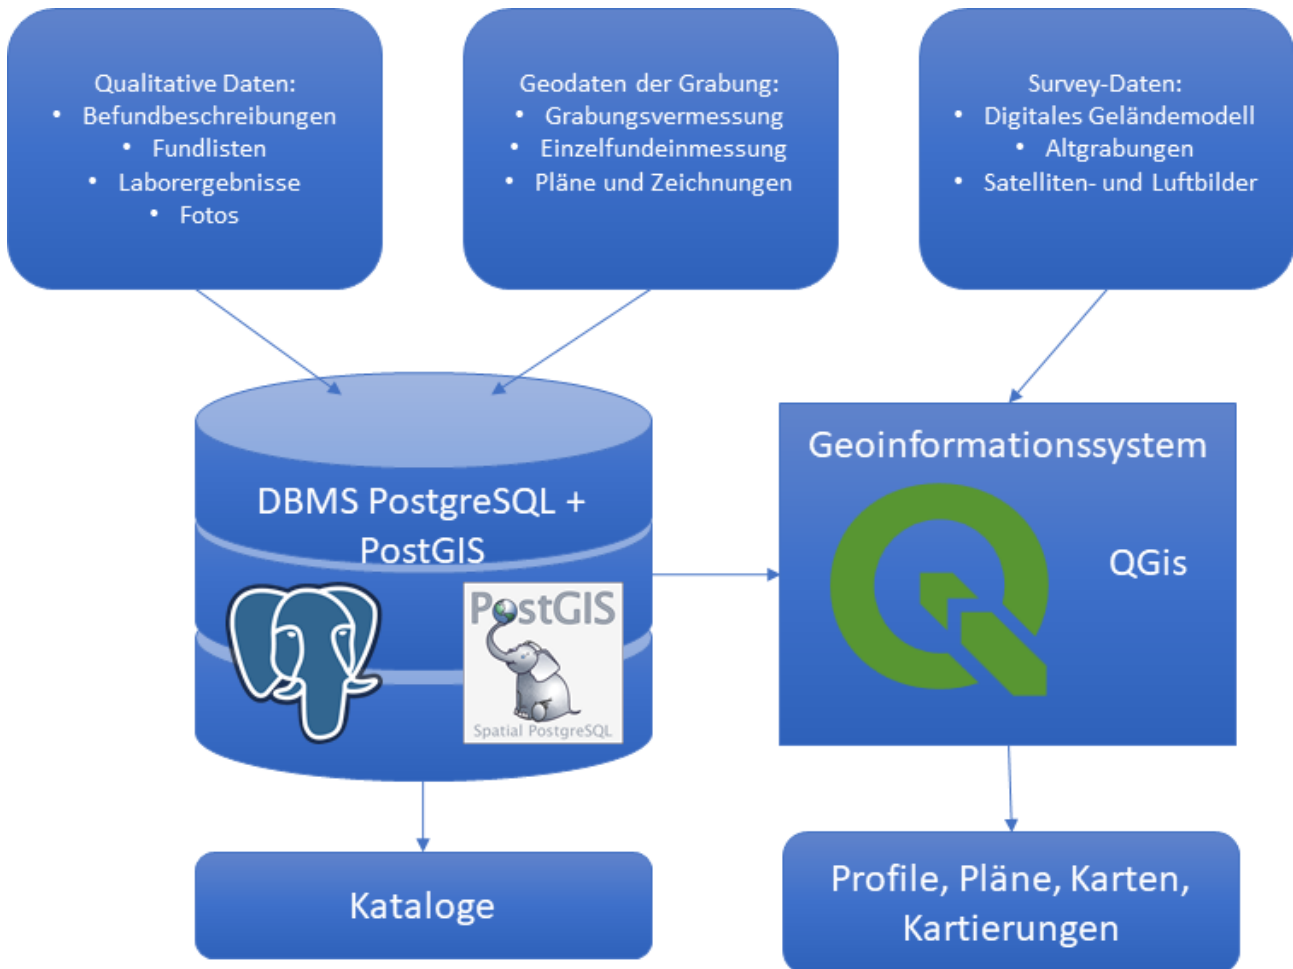 Qualitative Daten:
• Befundbeschreibungen
• Fundlisten
• Laborergebnisse
• Fotos
Geodaten der Grabung:
• Grabungsvermessung
• Einzelfundeinmessung
• Pläne und Zeichnungen
Survey-Daten:
• Digitales Geländemodell
• Altgrabungen
• Satelliten- und Luftbilder
DBMS PostgreSQL +
PostGIS
PostGIS
Spatial PostgreSQL
Geoinformationssystem
QGis
Kataloge
Profile, Pläne, Karten,
Kartierungen